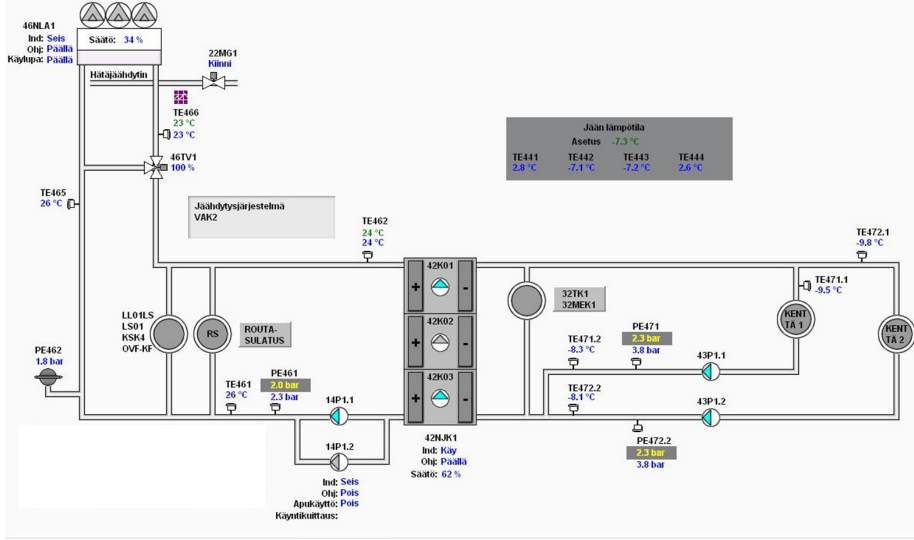 46NLA1
Ind: Seis
Ohj: Päällä
Käylupa: Päällä
Säätö: 34 %
22MG1
Kiinni
Hätäjäähdytin
TE466
23 °C
23 °C
46TV1
100 %
TE465
26 °C
Jäähdytysjärjestelmä
VAK2
Jään lämpötila
Asetus -7.3 °C
TE441 TE442 TE443 TE444
2.8 °C -7.1 °C -7.2 °C 2.6 °C
TE462
24 °C
24 °C
TE472.1
-9.8 °C
42K01
+ -
TE471.1
-9.5 °C
32TK1
32MEK1
LL01LS
LS01
KSK4
OVF-KF
RS
ROUTA-
SULATUS
42K02
+ -
KENT
TÄ 1
KENT
TÄ 2
TE471.2
-8.3 °C
PE471
2.3 bar
3.8 bar
43P1.1
PE462
1.8 bar
TE461
26 °C
PE461
2.0 bar
2.3 bar
14P1.1
42K03
+ -
TE472.2
-8.1 °C
43P1.2
14P1.2
42NJK1
Ind: Käy
Ohj: Päällä
Säätö: 62 %
PE472.2
2.3 bar
3.8 bar
Ind: Seis
Ohj: Pois
Apukäyttö: Pois
Käyntikuittaus: